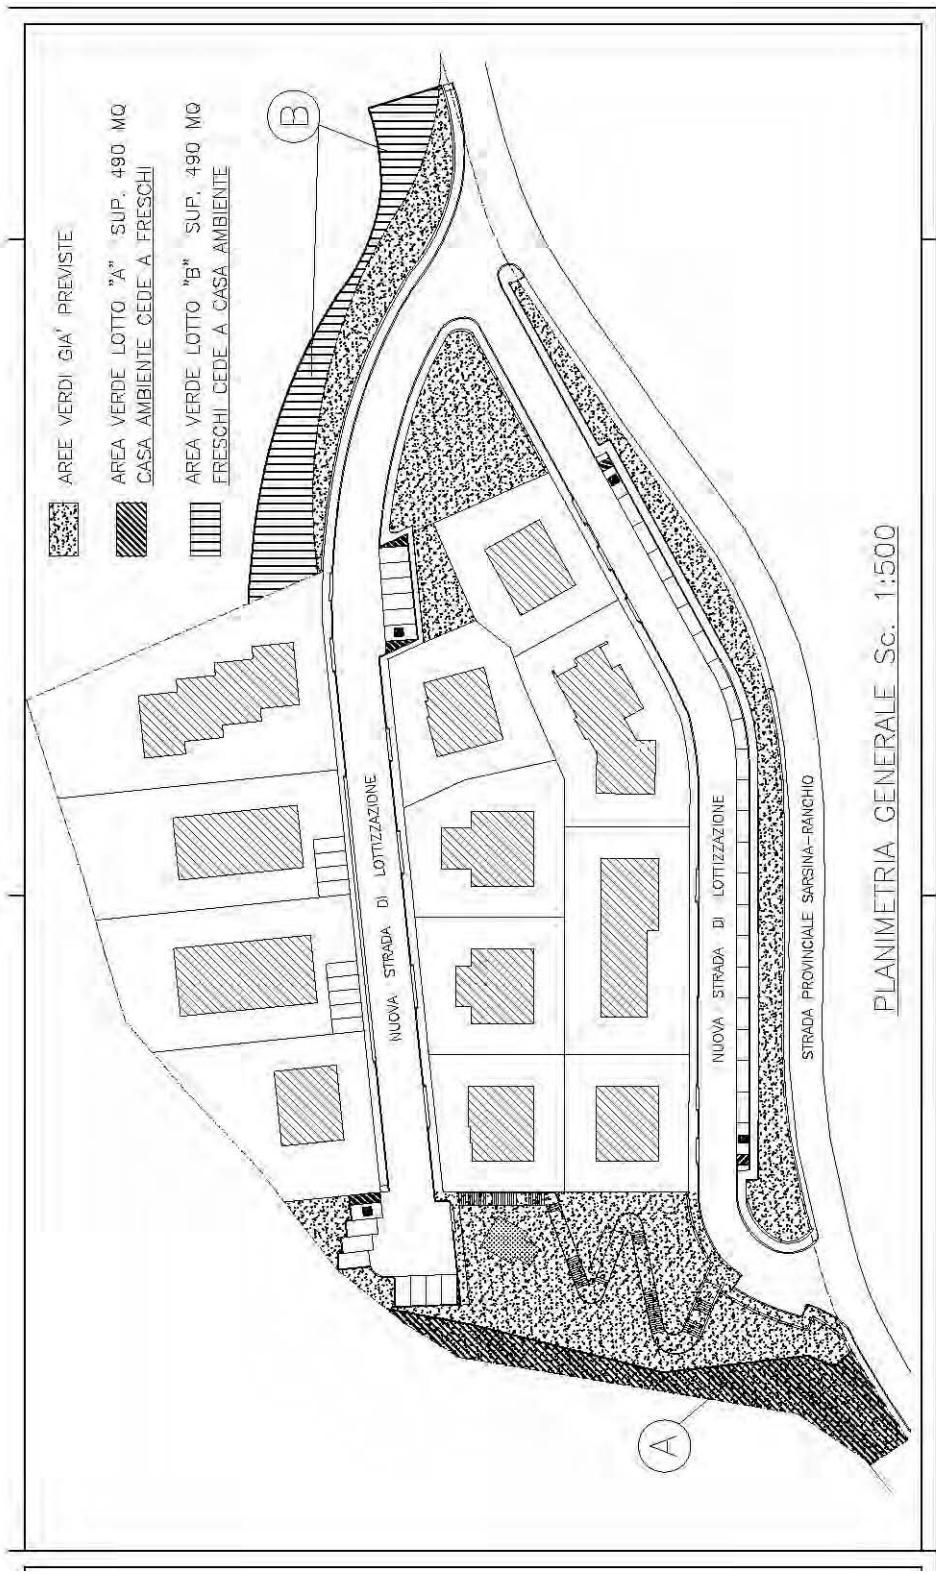 AREE VERDI GIA' PREVISTE
AREA VERDE LOTTO "A" SUP. 490 MQ
CASA AMBIENTE CEDE A FRESCHI
AREA VERDE LOTTO "B" SUP. 490 MQ
FRESCHI CEDE A CASA AMBIENTE
B
NUOVA STRADA DI LOTTIZZAZIONE
NUOVA STRADA DI LOTTIZZAZIONE
STRADA PROVINCIALE SARSINA-RANCHIO
A
PLANIMETRIA GENERALE Sc. 1:500